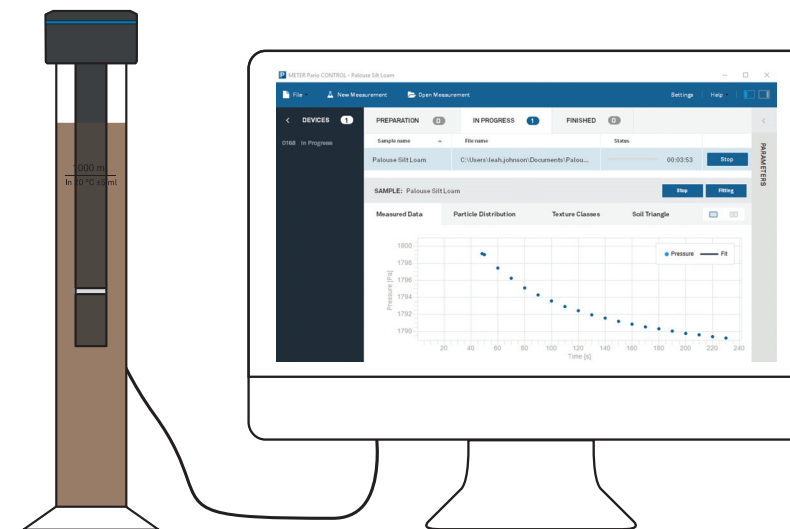 1000 ml
In 20 °C ±5 ml
METER Pario CONTROL - Palouse Silt Loam
File
New Measurement
Open Measurement
Settings
Help
DEVICES 1
PREPARATION 0
IN PROGRESS 1
FINISHED 0
0168 In Progress
Sample name
File name
Status
Palouse Silt Loam
C:\Users\leah.johnson\Documents\Palou...
00:03:53
Stop
PARAMETERS
SAMPLE: Palouse Silt Loam
Stop
Fitting
Measured Data
Particle Distribution
Texture Classes
Soil Triangle
Pressure
Fit
Pressure [Pa]
1800
1798
1796
1794
1792
1790
20 40 60 80 100 120 140 160 180 200 220 240
Time [s]